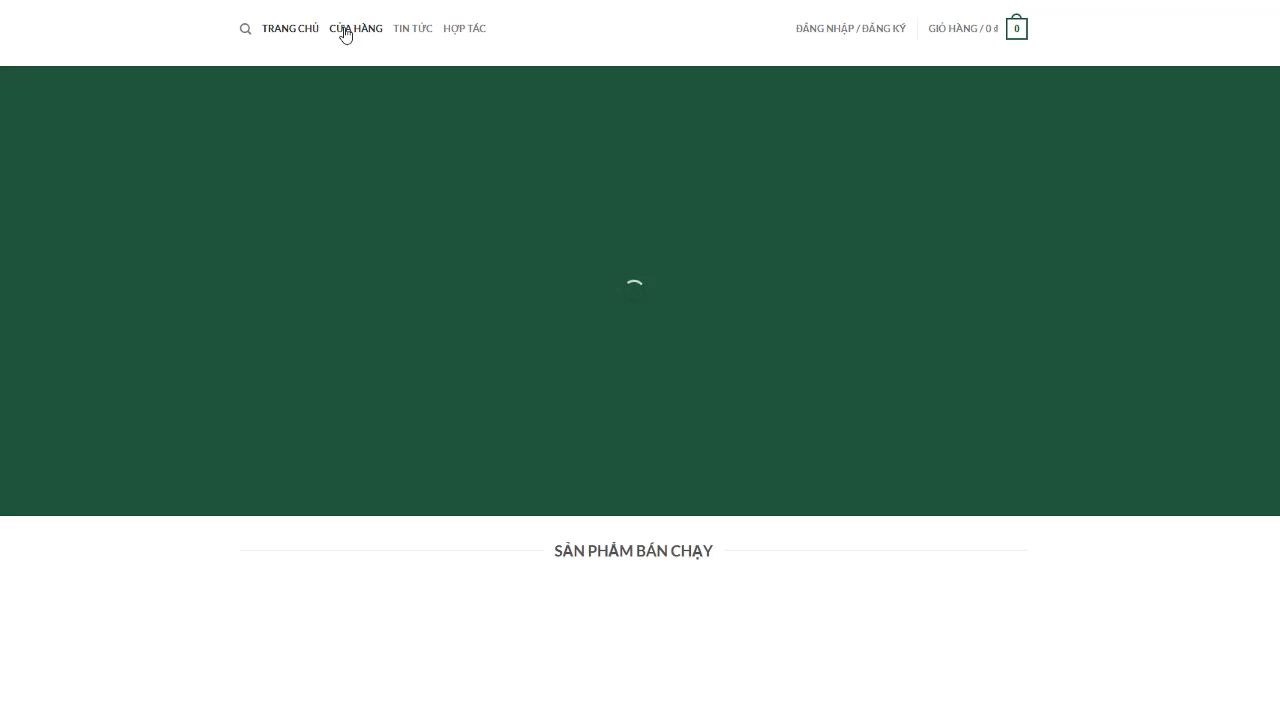 TRANG CHỦ CỬA HÀNG TIN TỨC HỢP TÁC ĐĂNG NHẬP / ĐĂNG KÝ GIỎ HÀNG / 0 ₫ 0
SẢN PHẨM BÁN CHẠY